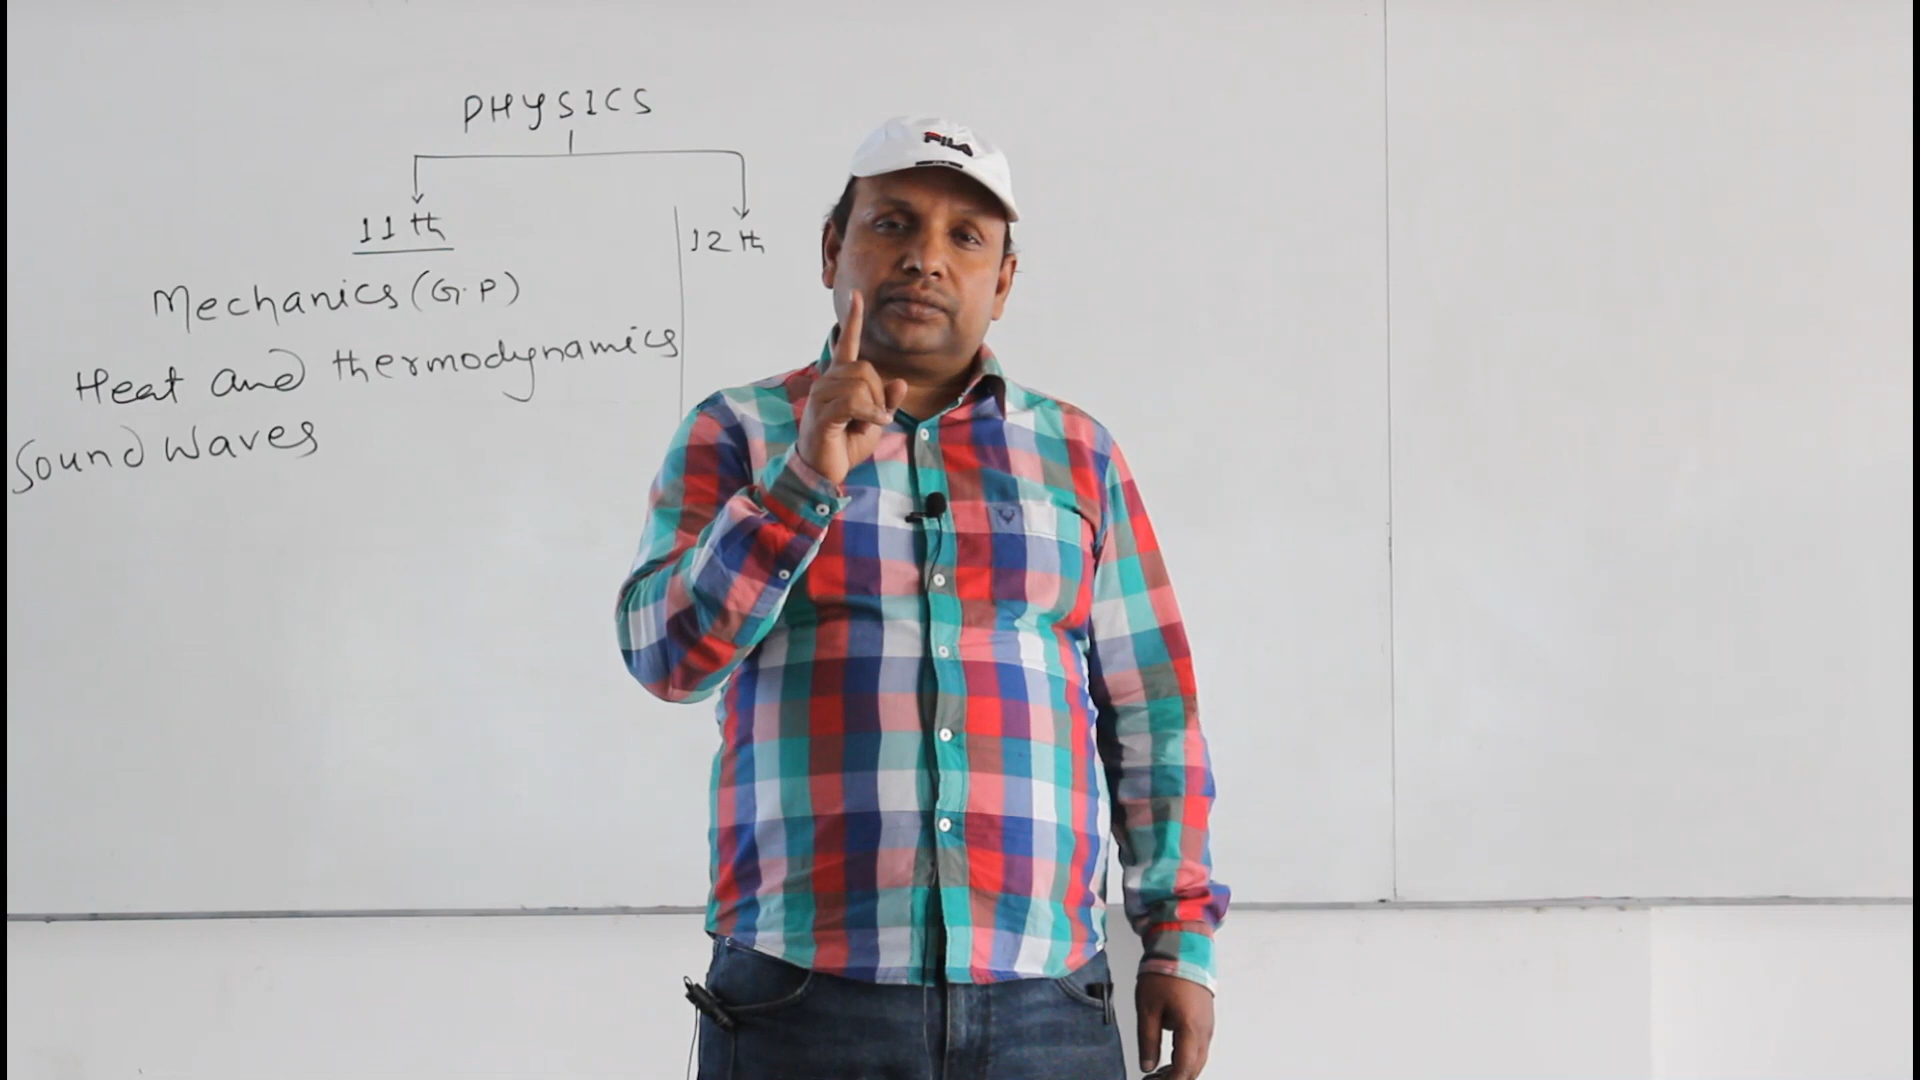 PHYSICS
11th
12th
Mechanics (G.P)
Heat and thermodynamics
Sound Waves
FILA